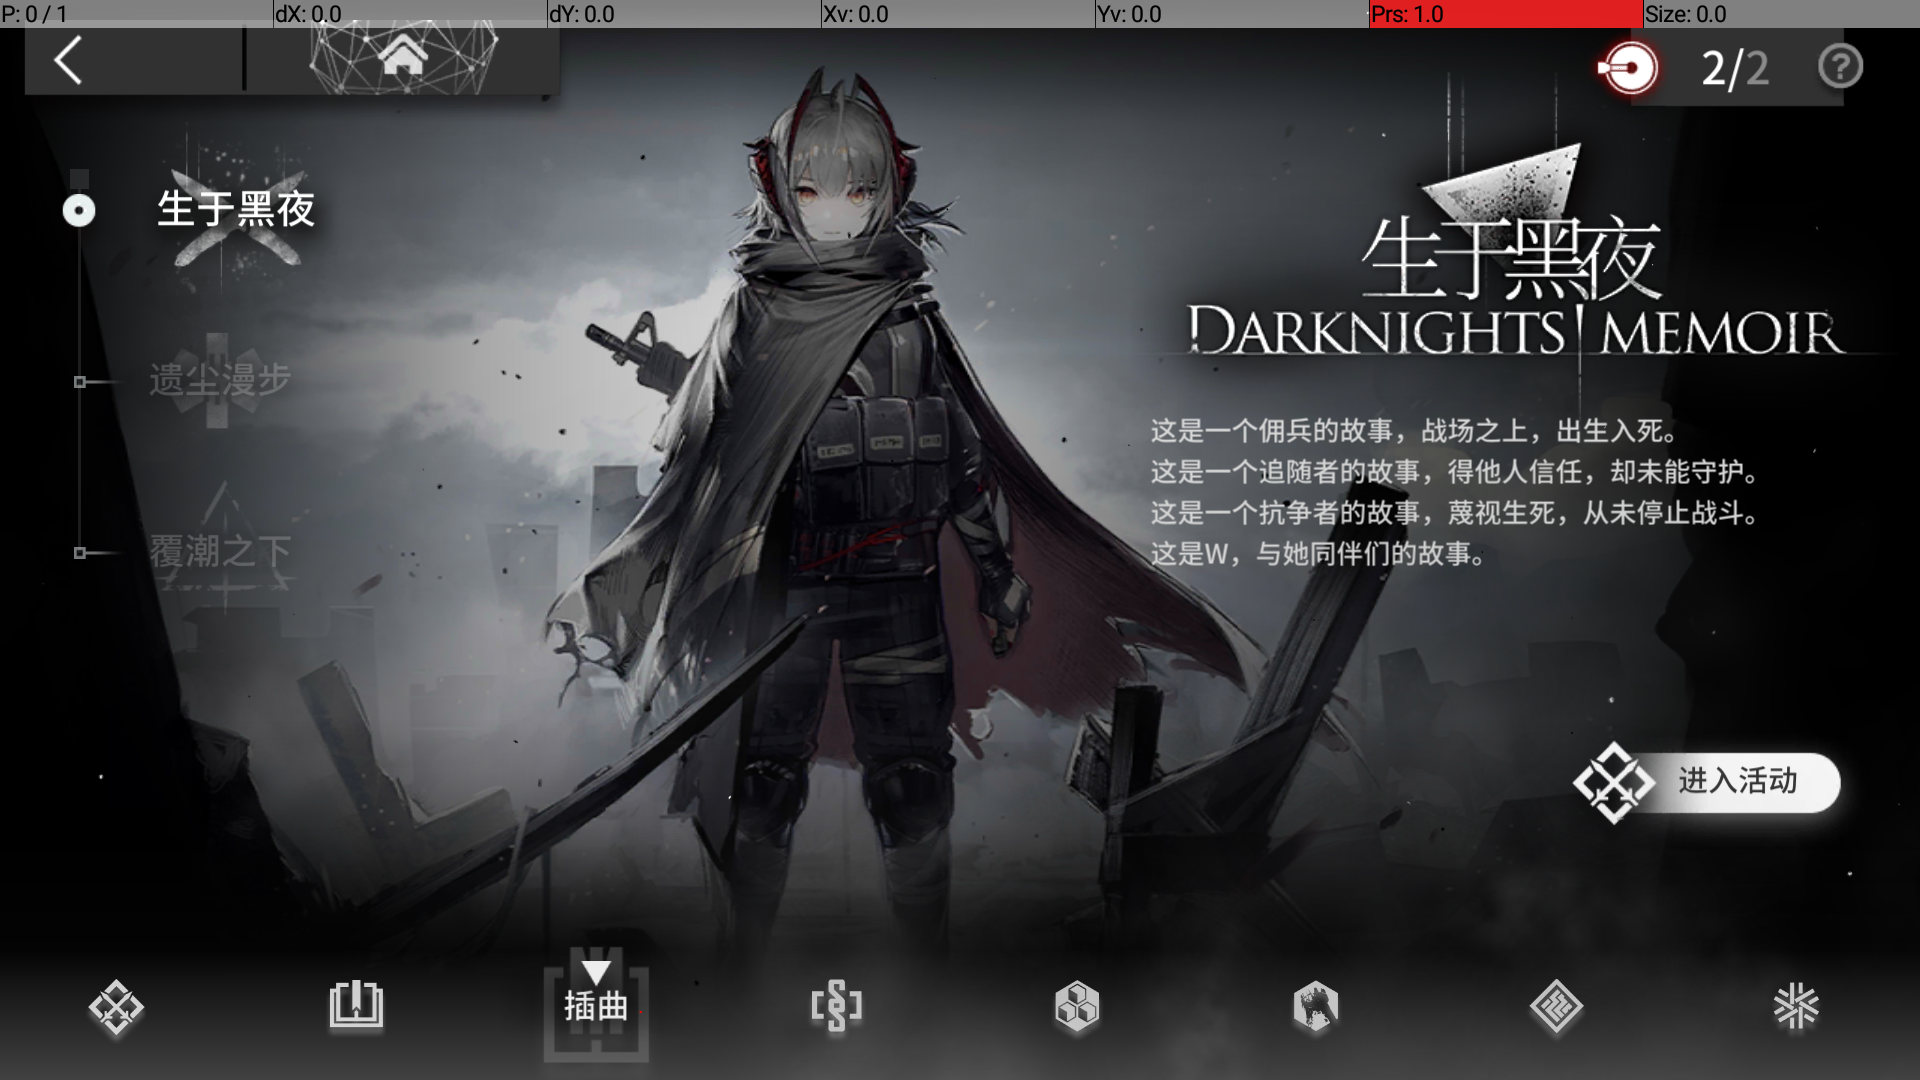 P: 0 / 1
dX: 0.0
dY: 0.0
Xv: 0.0
Yv: 0.0
Prs: 1.0
Size: 0.0
2/2
?
生于黑夜
遗尘漫步
覆潮之下
生于黑夜
DARKNIGHTS' MEMOIR
这是一个佣兵的故事，战场之上，出生入死。
这是一个追随者的故事，得他人信任，却未能守护。
这是一个抗争者的故事，蔑视生死，从未停止战斗。
这是W，与她同伴们的故事。
进入活动
插曲